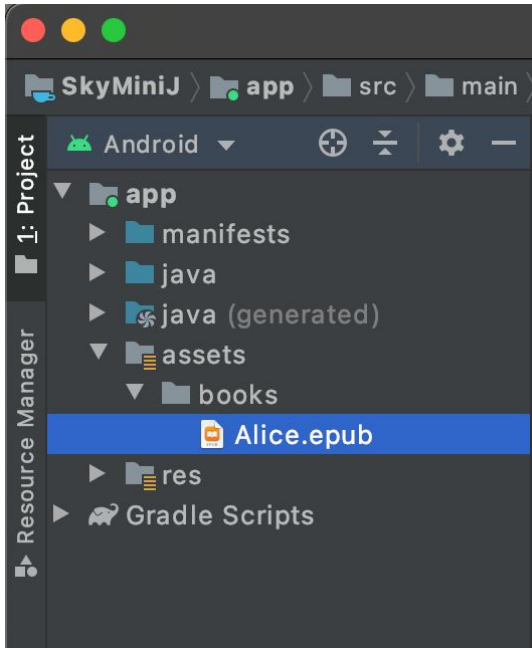 SkyMiniJ 〉 app 〉 src 〉 main 〉
1: Project
Android
app
manifests
java
java (generated)
assets
books
Alice.epub
res
Gradle Scripts
Resource Manager